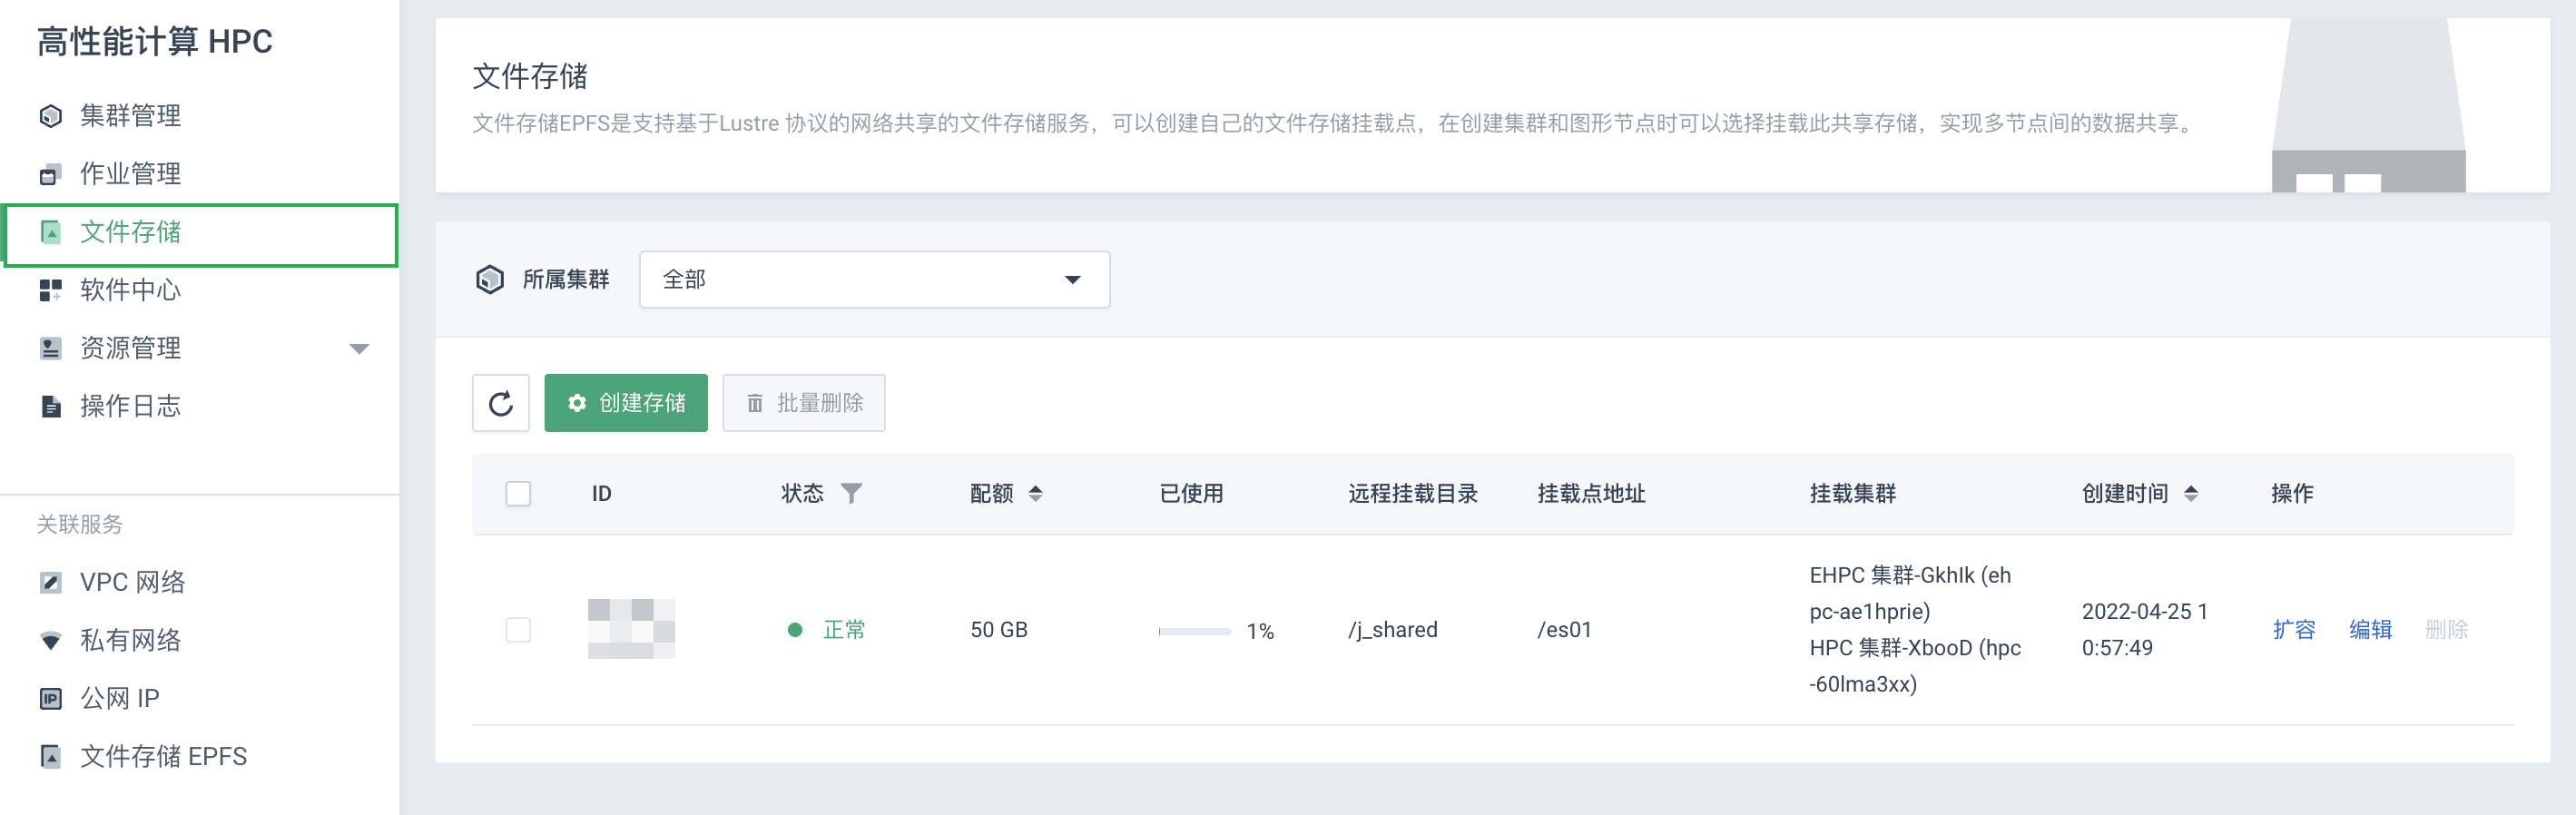 高性能计算 HPC
集群管理
作业管理
文件存储
软件中心
资源管理
操作日志
关联服务
VPC 网络
私有网络
IP
公网 IP
文件存储 EPFS
文件存储
文件存储EPFS是支持基于Lustre 协议的网络共享的文件存储服务，可以创建自己的文件存储挂载点，在创建集群和图形节点时可以选择挂载此共享存储，实现多节点间的数据共享。
所属集群 全部
创建存储 批量删除
ID 状态 配额 已使用 远程挂载目录 挂载点地址 挂载集群 创建时间 操作
正常 50 GB 1% /j_shared /es01
EHPC 集群-GkhIk (eh
pc-ae1hprie)
HPC 集群-XbooD (hpc
-60lma3xx)
2022-04-25 1
0:57:49
扩容 编辑 删除